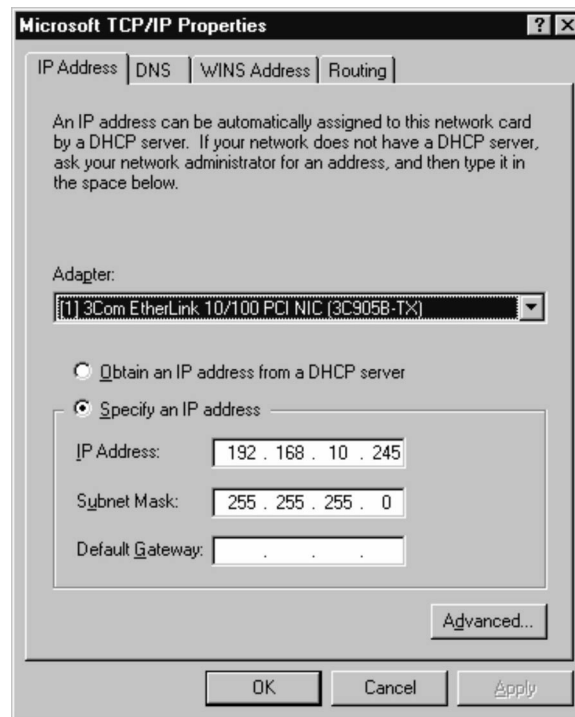 Microsoft TCP/IP Properties
IP Address DNS WINS Address Routing
An IP address can be automatically assigned to this network card
by a DHCP server. If your network does not have a DHCP server,
ask your network administrator for an address, and then type it in
the space below.
Adapter:
[1] 3Com EtherLink 10/100 PCI NIC (3C905B-TX)
Obtain an IP address from a DHCP server
Specify an IP address
IP Address: 192 . 168 . 10 . 245
Subnet Mask: 255 . 255 . 255 . 0
Default Gateway: . . .
Advanced...
OK Cancel Apply